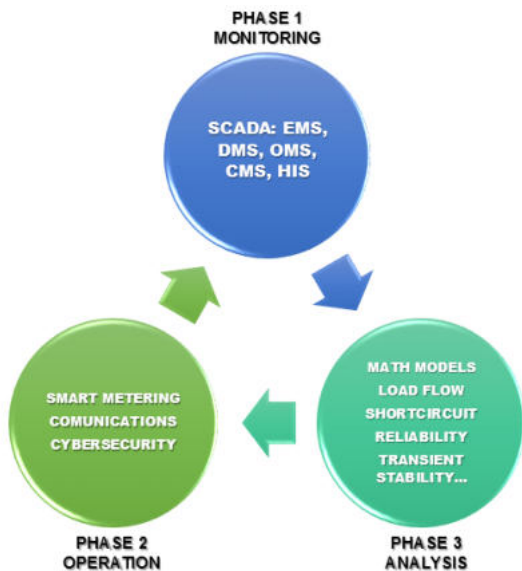 PHASE 1
MONITORING
SCADA: EMS,
DMS, OMS,
CMS, HIS
SMART METERING
COMUNICATIONS
CYBERSECURITY
PHASE 2
OPERATION
MATH MODELS
LOAD FLOW
SHORTCIRCUIT
RELIABILITY
TRANSIENT
STABILITY...
PHASE 3
ANALYSIS